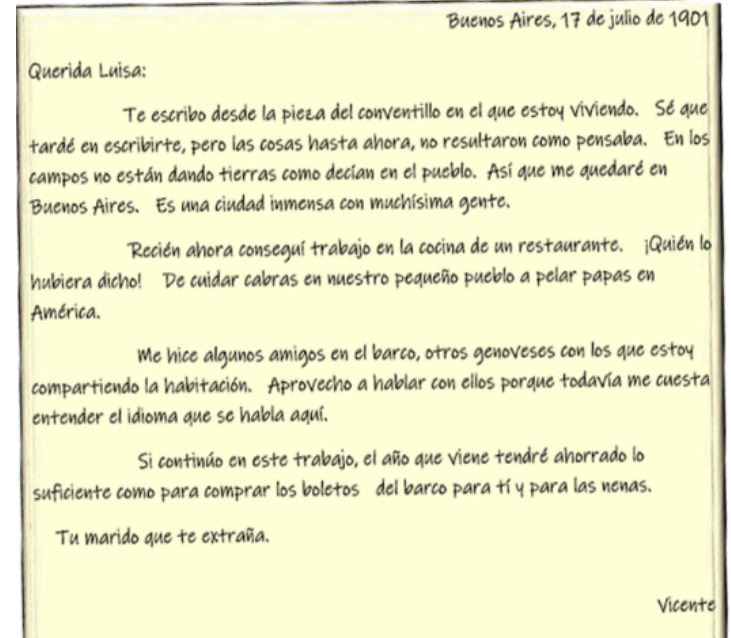 Buenos Aires, 17 de julio de 1901
Querida Luisa:
Te escribo desde la pieza del conventillo en el que estoy viviendo. Sé que
tardé en escribirte, pero las cosas hasta ahora, no resultaron como pensaba. En los
campos no están dando tierras como decían en el pueblo. Así que me quedaré en
Buenos Aires. Es una ciudad inmensa con muchísima gente.
Recién ahora conseguí trabajo en la cocina de un restaurante. ¡Quién lo
hubiera dicho! De cuidar cabras en nuestro pequeño pueblo a pelar papas en
América.
Me hice algunos amigos en el barco, otros genoveses con los que estoy
compartiendo la habitación. Aprovecho a hablar con ellos porque todavía me cuesta
entender el idioma que se habla aquí.
Si continúo en este trabajo, el año que viene tendré ahorrado lo
suficiente como para comprar los boletos del barco para tí y para las nenas.
Tu marido que te extraña.
Vicente